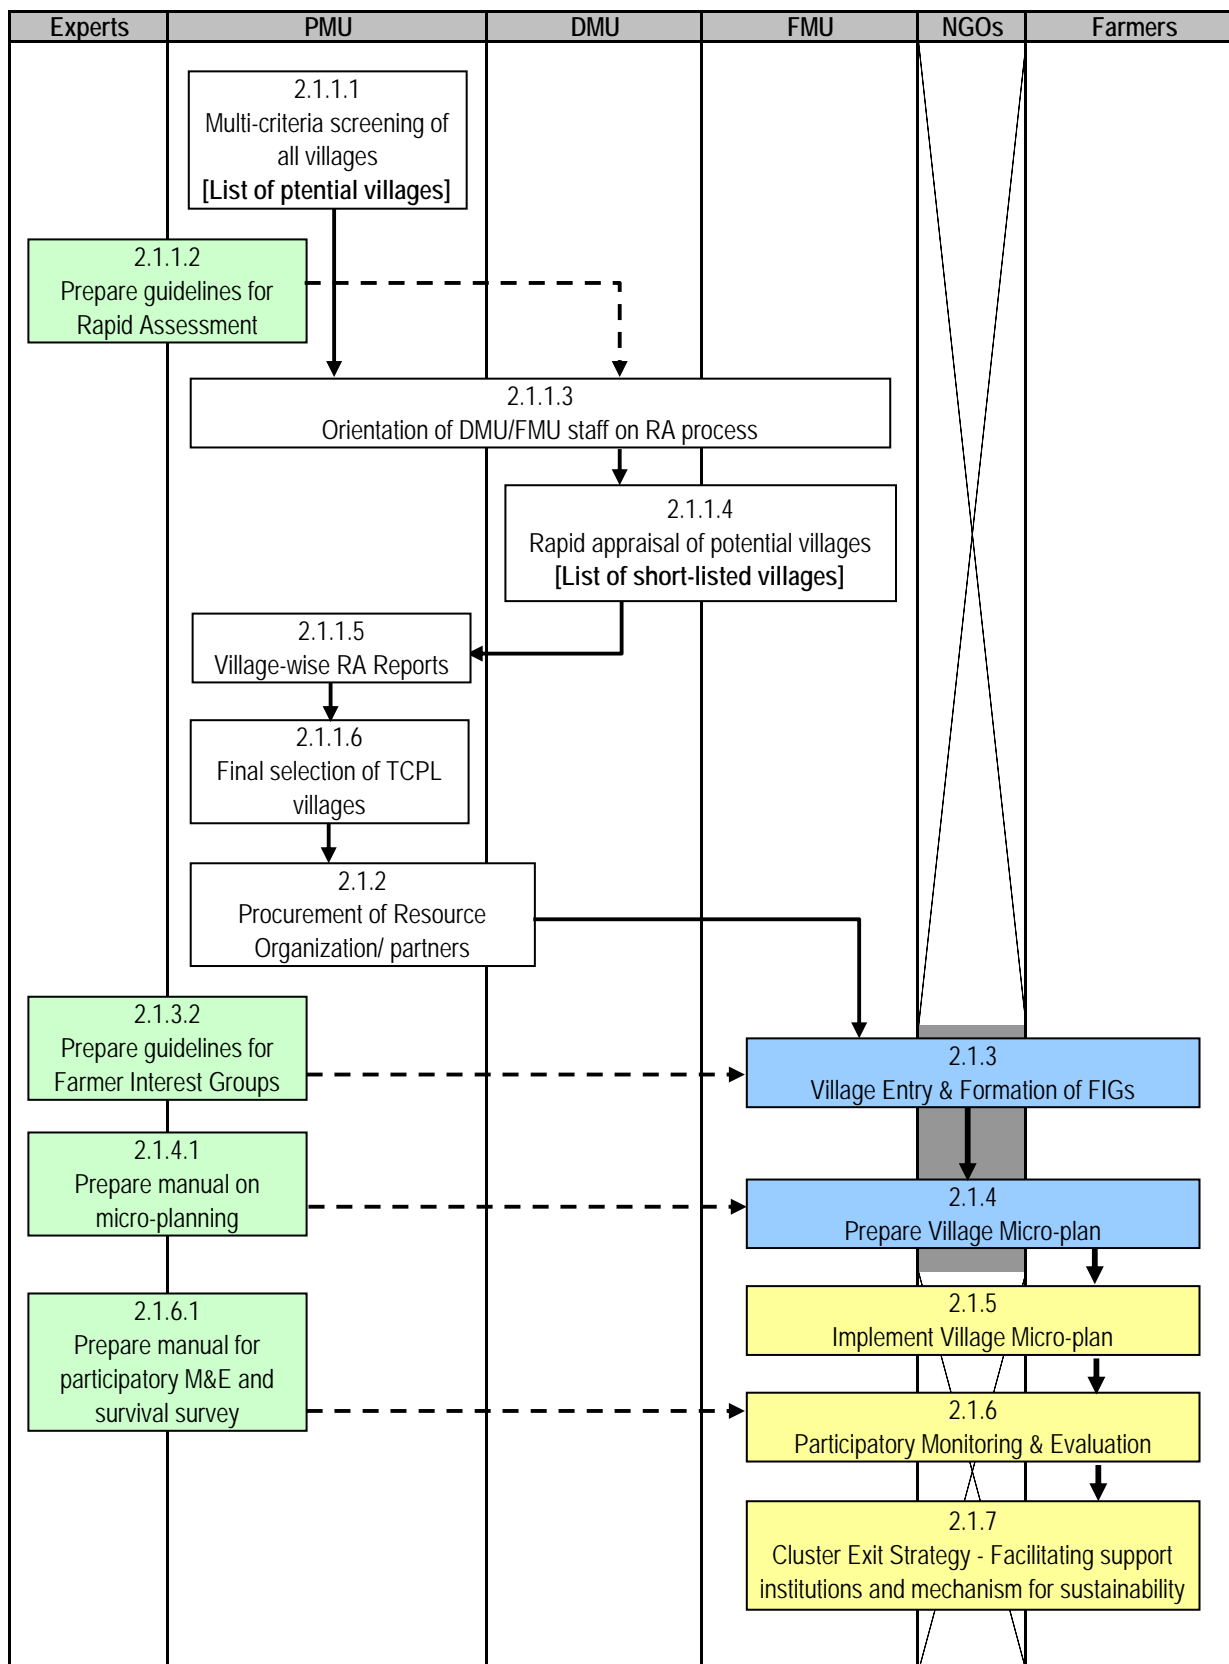 Experts PMU DMU FMU NGOs Farmers
2.1.1.1
Multi-criteria screening of
all villages
[List of ptential villages]
2.1.1.2
Prepare guidelines for
Rapid Assessment
2.1.1.3
Orientation of DMU/FMU staff on RA process
2.1.1.4
Rapid appraisal of potential villages
[List of short-listed villages]
2.1.1.5
Village-wise RA Reports
2.1.1.6
Final selection of TCPL
villages
2.1.2
Procurement of Resource
Organization/ partners
2.1.3.2
Prepare guidelines for
Farmer Interest Groups
2.1.3
Village Entry & Formation of FIGs
2.1.4.1
Prepare manual on
micro-planning
2.1.4
Prepare Village Micro-plan
2.1.5
Implement Village Micro-plan
2.1.6.1
Prepare manual for
participatory M&E and
survival survey
2.1.6
Participatory Monitoring & Evaluation
2.1.7
Cluster Exit Strategy - Facilitating support
institutions and mechanism for sustainability